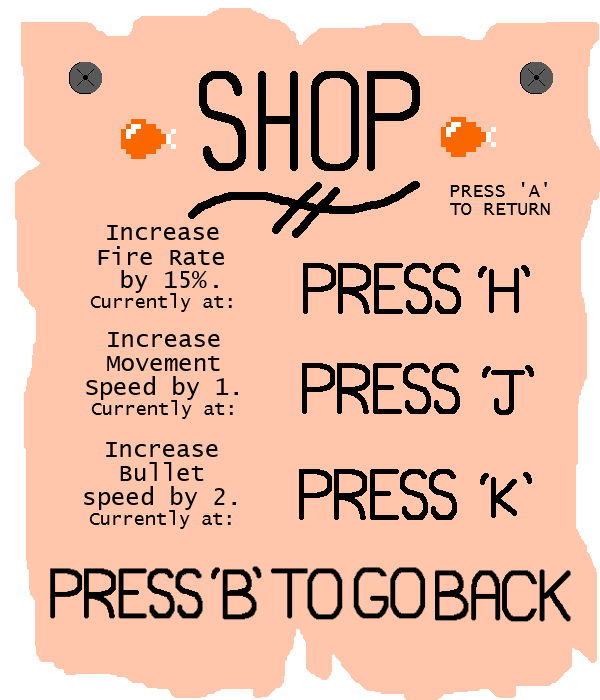 SHOP
PRESS 'A'
TO RETURN
Increase
Fire Rate
by 15%.
Currently at:
PRESS 'H'
Increase
Movement
Speed by 1.
Currently at:
PRESS 'J'
Increase
Bullet
speed by 2.
Currently at:
PRESS 'K'
PRESS 'B' TO GO BACK